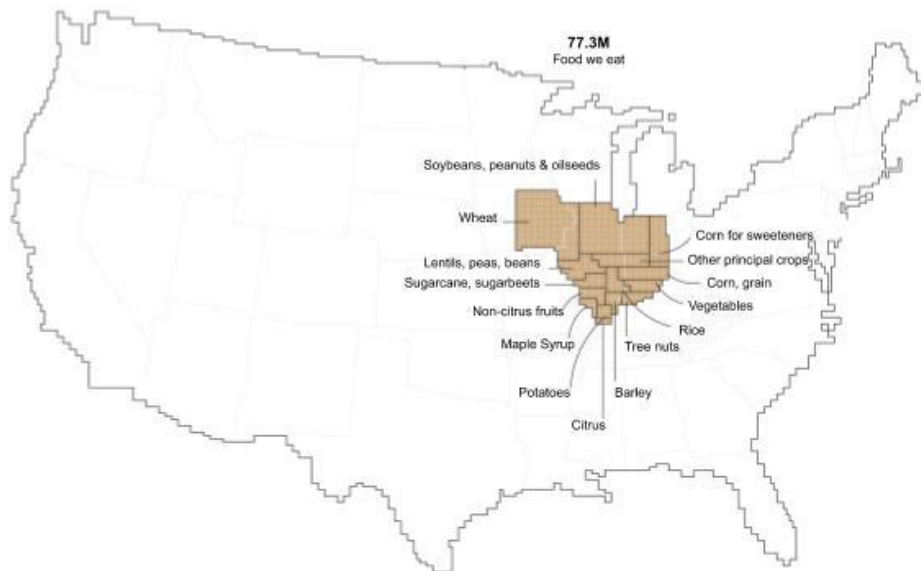 77.3M
Food we eat
Soybeans, peanuts & oilseeds
Wheat
Corn for sweeteners
Other principal crops
Lentils, peas, beans
Corn, grain
Sugarcane, sugarbeets
Vegetables
Non-citrus fruits
Rice
Maple Syrup
Tree nuts
Potatoes
Barley
Citrus